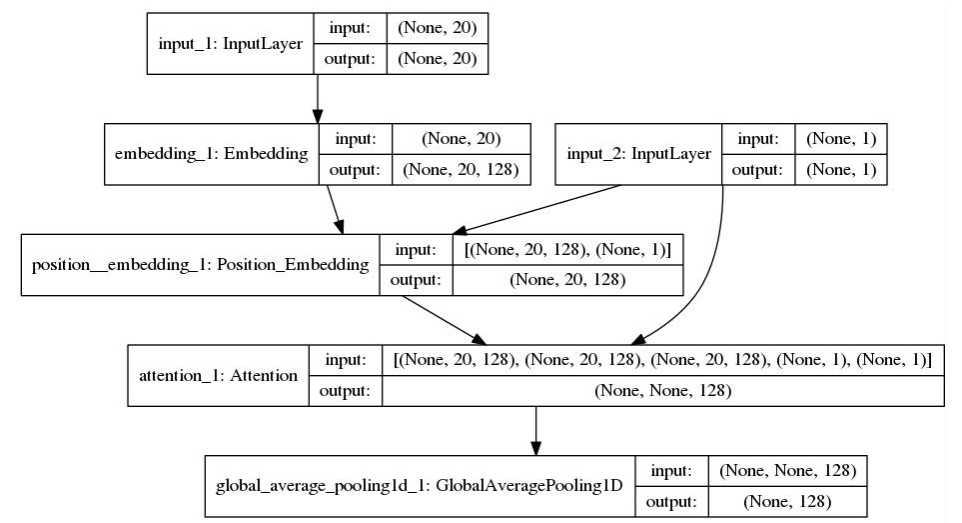 input_1: InputLayer
input: (None, 20)
output: (None, 20)
embedding_1: Embedding
input: (None, 20)
output: (None, 20, 128)
input_2: InputLayer
input: (None, 1)
output: (None, 1)
position__embedding_1: Position_Embedding
input: [(None, 20, 128), (None, 1)]
output: (None, 20, 128)
attention_1: Attention
input: [(None, 20, 128), (None, 20, 128), (None, 20, 128), (None, 1), (None, 1)]
output: (None, None, 128)
global_average_pooling1d_1: GlobalAveragePooling1D
input: (None, None, 128)
output: (None, 128)